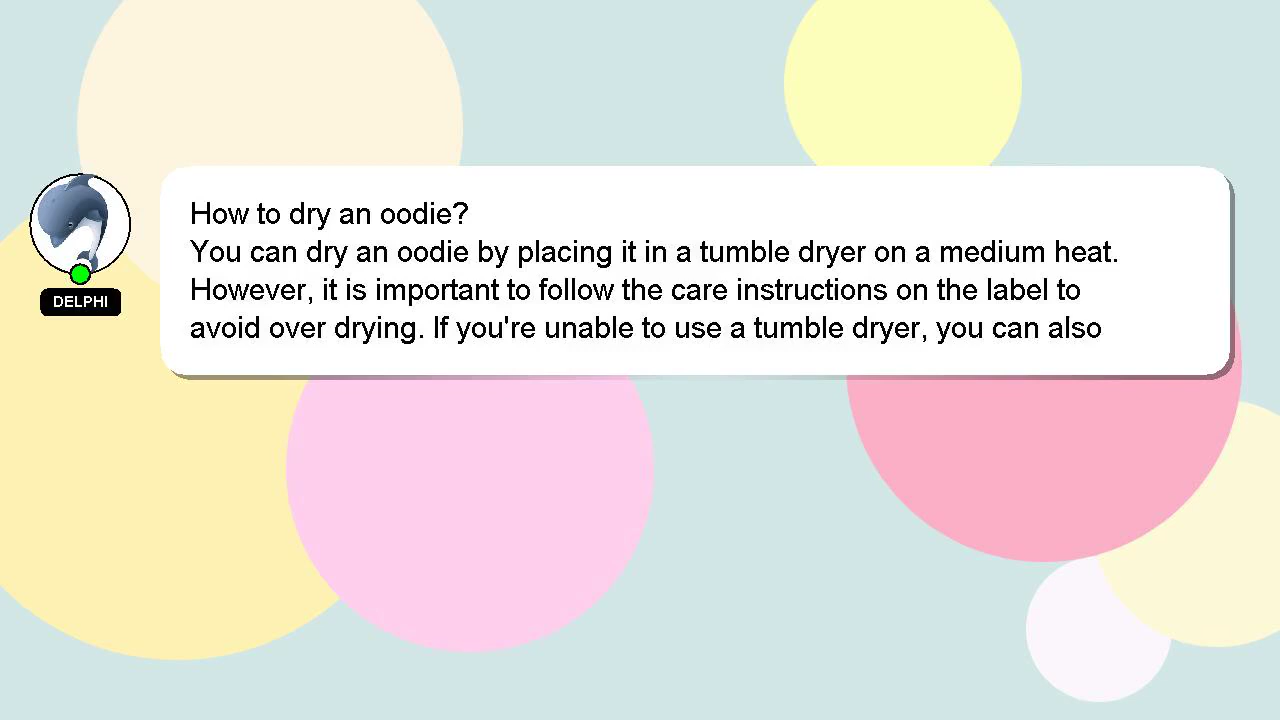 How to dry an oodie?
You can dry an oodie by placing it in a tumble dryer on a medium heat.
However, it is important to follow the care instructions on the label to
avoid over drying. If you're unable to use a tumble dryer, you can also
DELPHI